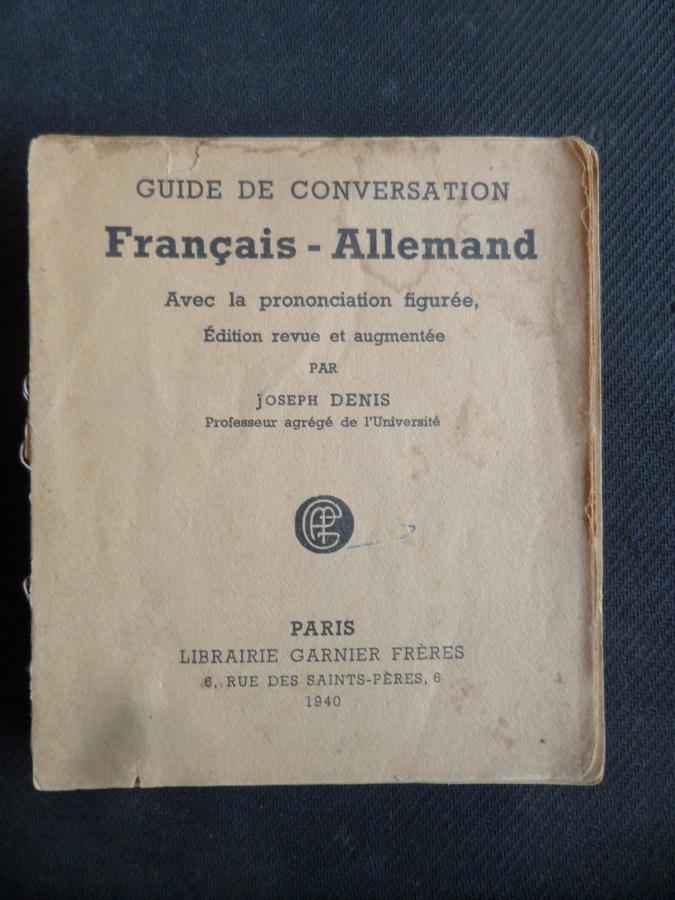 GUIDE DE CONVERSATION
Français - Allemand
Avec la prononciation figurée,
Édition revue et augmentée
PAR
JOSEPH DENIS
Professeur agrégé de l'Université
PARIS
LIBRAIRIE GARNIER FRÈRES
6, RUE DES SAINTS-PÈRES, 6
1940